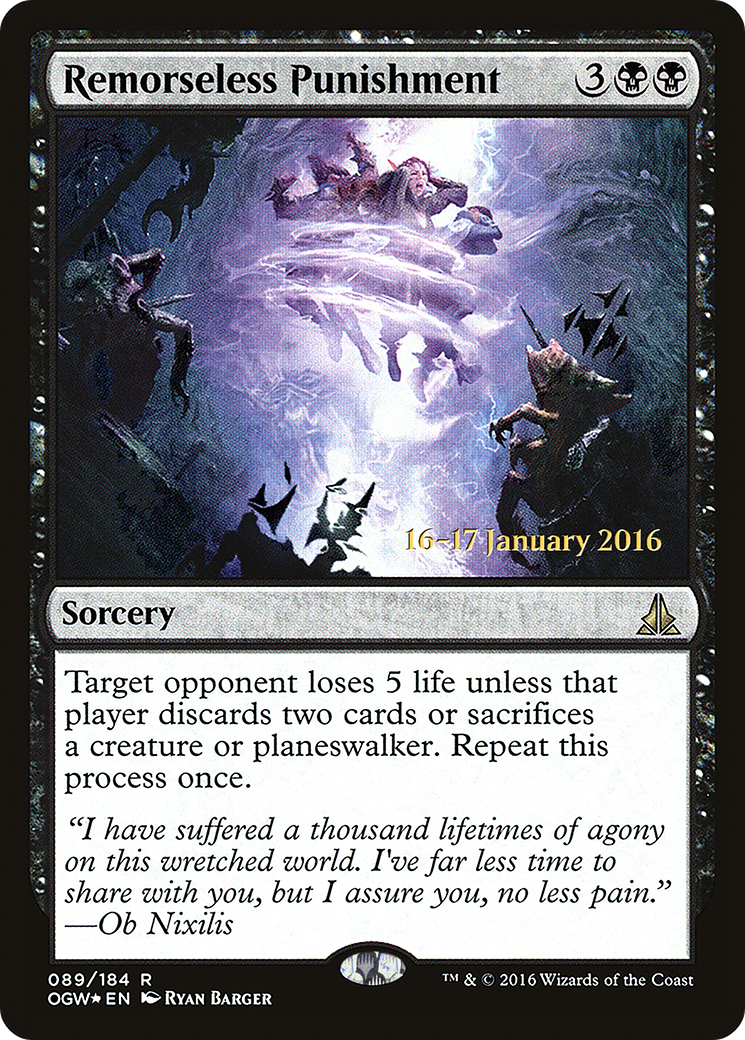 Remorseless Punishment 3
16-17 January 2016
Sorcery
Target opponent loses 5 life unless that
player discards two cards or sacrifices
a creature or planeswalker. Repeat this
process once.
“I have suffered a thousand lifetimes of agony
on this wretched world. I've far less time to
share with you, but I assure you, no less pain.”
—Ob Nixilis
089/184 R
OGW★EN RYAN BARGER
™ & © 2016 Wizards of the Coast